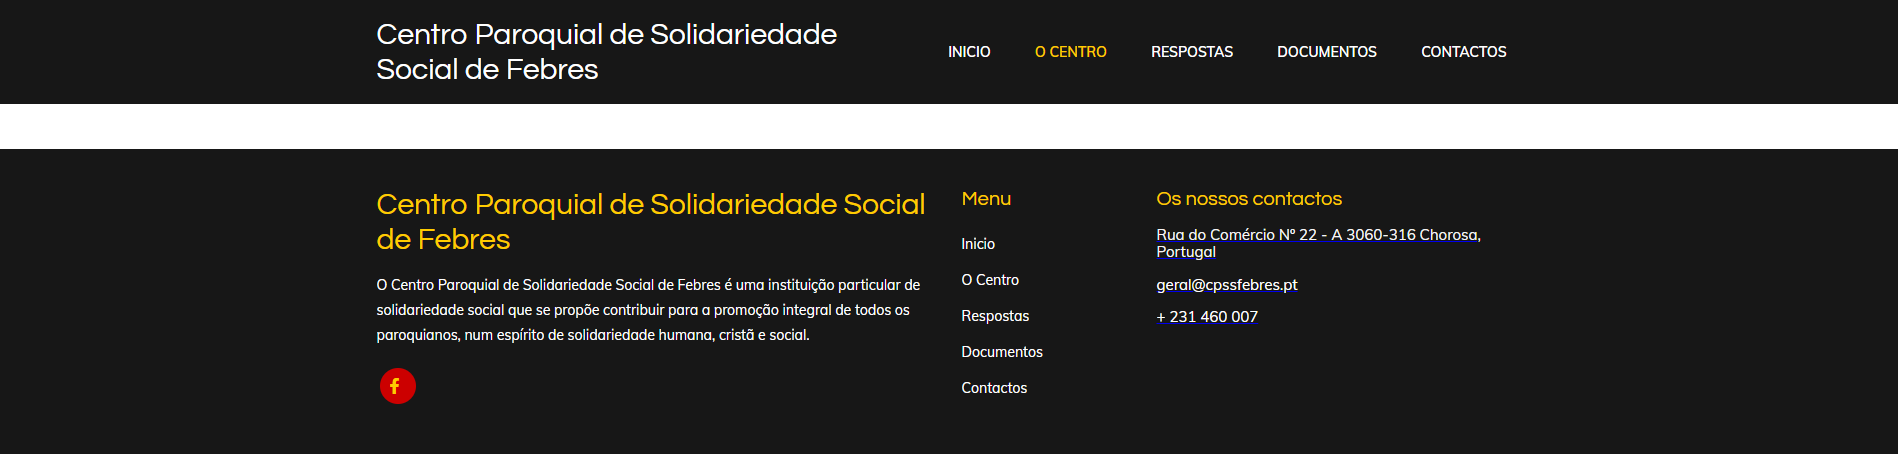 Centro Paroquial de Solidariedade
Social de Febres
INICIO
O CENTRO
RESPOSTAS
DOCUMENTOS
CONTACTOS
Centro Paroquial de Solidariedade Social
de Febres
O Centro Paroquial de Solidariedade Social de Febres é uma instituição particular de
solidariedade social que se propõe contribuir para a promoção integral de todos os
paroquianos, num espírito de solidariedade humana, cristã e social.
Menu
Inicio
O Centro
Respostas
Documentos
Contactos
Os nossos contactos
Rua do Comércio Nº 22 - A 3060-316 Chorosa,
Portugal
geral@cpssfebres.pt
+ 231 460 007